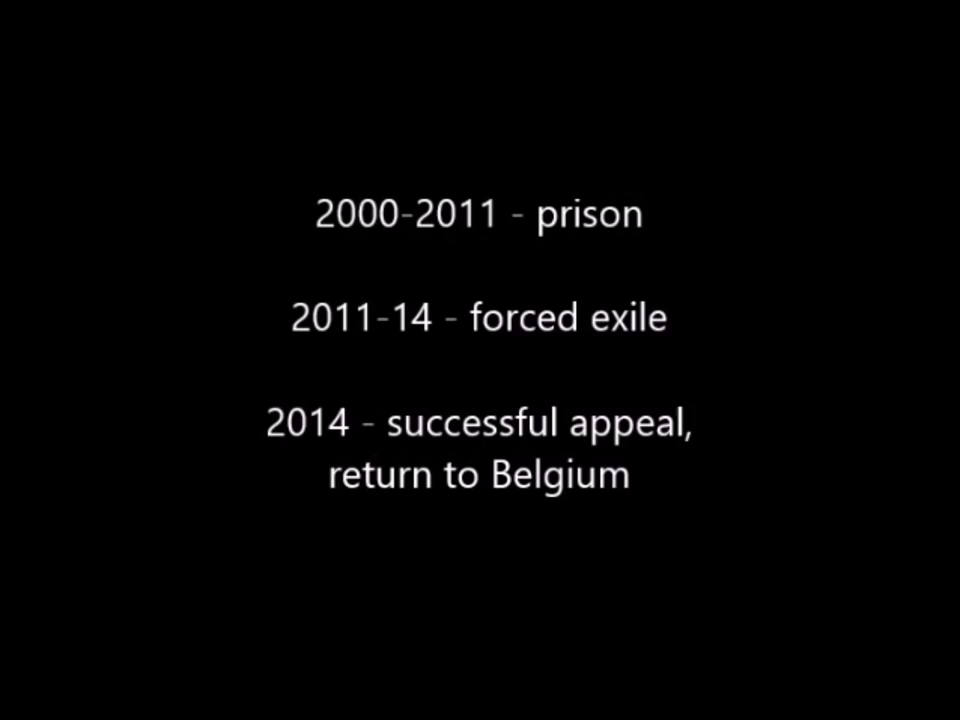 2000-2011 - prison
2011-14 - forced exile
2014 - successful appeal,
return to Belgium